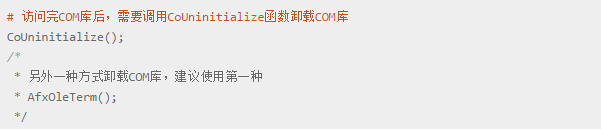 # 访问完COM库后，需要调用CoUninitialize函数卸载COM库
CoUninitialize();
/*
 * 另外一种方式卸载COM库，建议使用第一种
 * AfxOleTerm();
 */